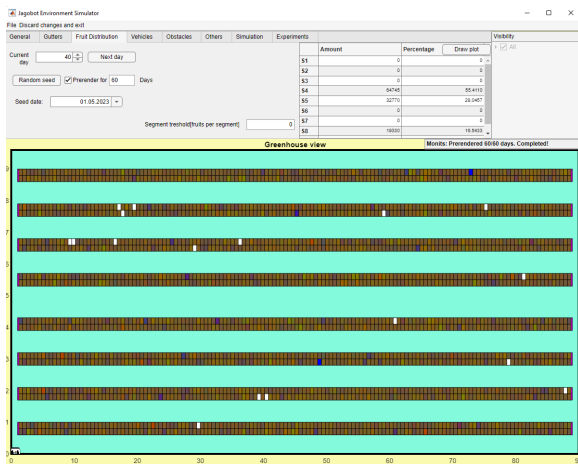 Jagobot Environment Simulator
File Discard changes and exit
General Gutters Fruit Distribution Vehicles Obstacles Others Simulation Experiments
Visibility
Current day 40 Next day
Random seed Prerender for 60 Days
Seed date: 01.05.2023
Segment treshold[fruits per segment] 0
Amount Percentage Draw plot
S1 0 0
S2 0 0
S3 0 0
S4 64745 55.4110
S5 32770 28.0457
S6 0 0
S7 0 0
S8 19330 16.5433
All
Greenhouse view
Monits: Prerendered 60/60 days. Completed!
9
8
7
6
5
4
3
2
1
0
0 10 20 30 40 50 60 70 80 9